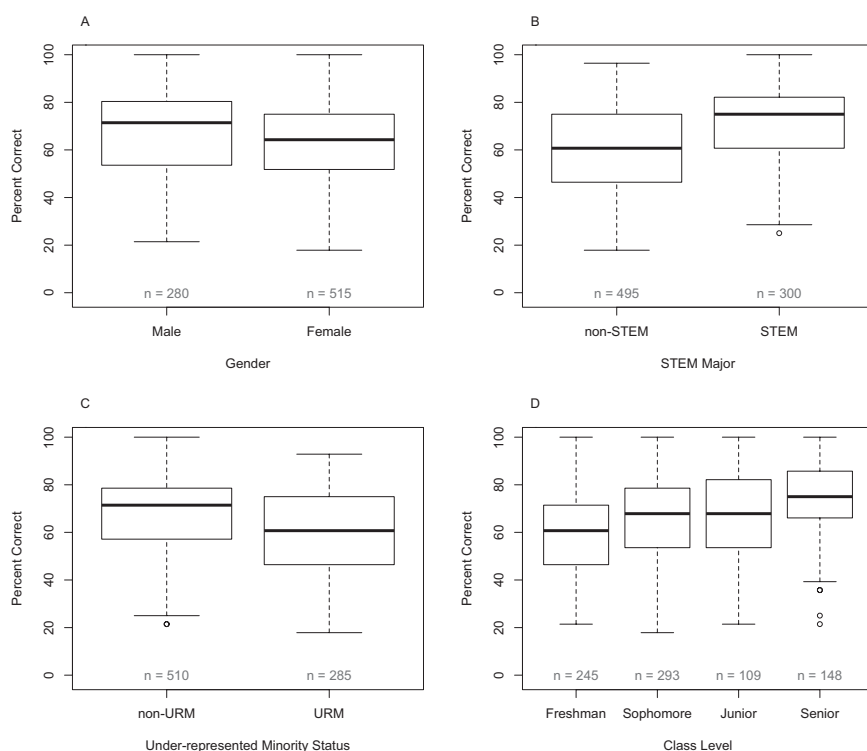 A
Percent Correct
100
80
60
40
20
0
n = 280 n = 515
Male Female
Gender
B
Percent Correct
100
80
60
40
20
0
n = 495 n = 300
non-STEM STEM
STEM Major
C
Percent Correct
100
80
60
40
20
0
n = 510 n = 285
non-URM URM
Under-represented Minority Status
D
Percent Correct
100
80
60
40
20
0
n = 245 n = 293 n = 109 n = 148
Freshman Sophomore Junior Senior
Class Level